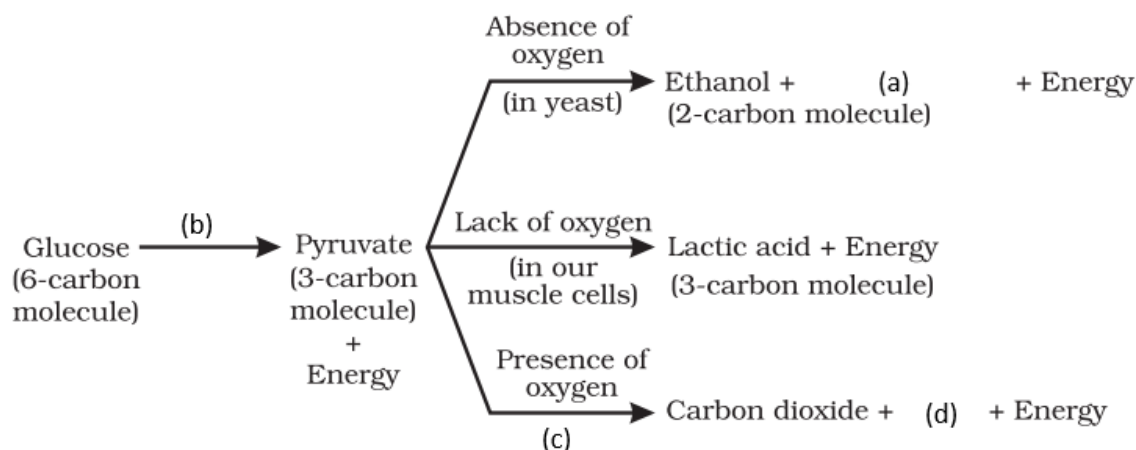 Absence of
oxygen
(in yeast)
Ethanol + (a) + Energy
(2-carbon molecule)
Glucose
(6-carbon
molecule)
(b)
Pyruvate
(3-carbon
molecule)
+
Energy
Lack of oxygen
(in our
muscle cells)
Lactic acid + Energy
(3-carbon molecule)
Presence of
oxygen
(c)
Carbon dioxide + (d) + Energy